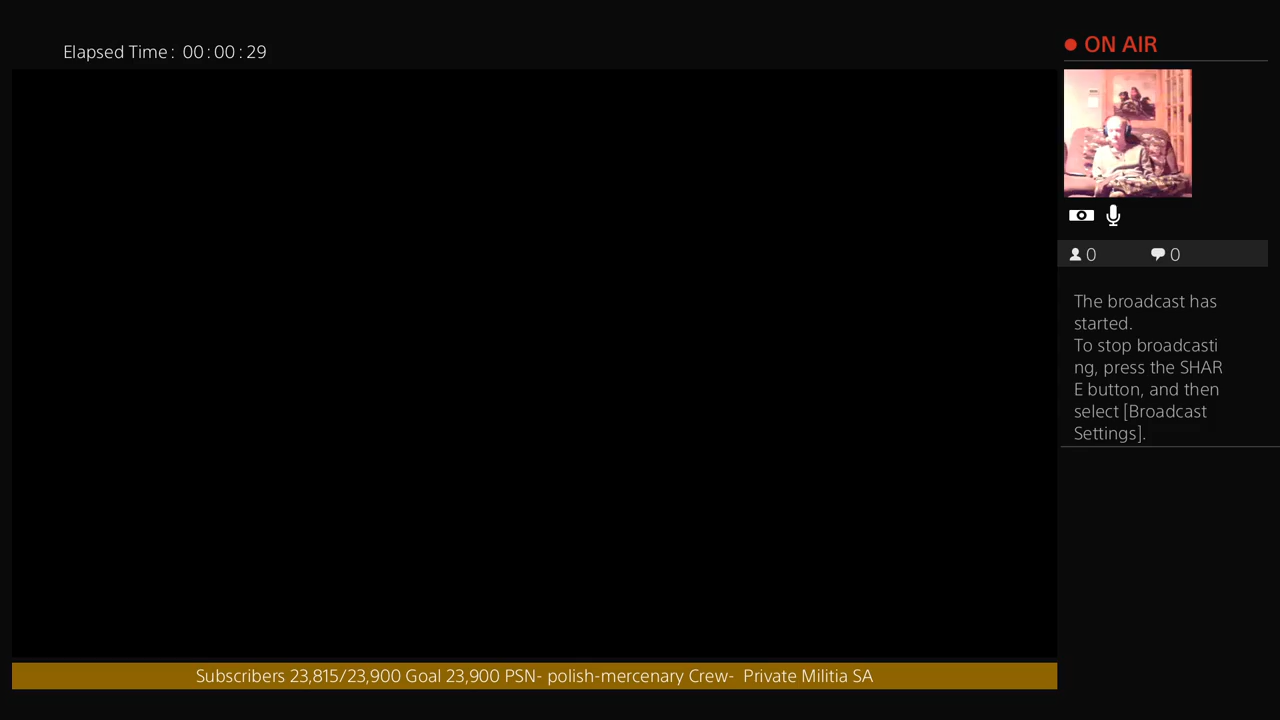 Elapsed Time: 00:00:29
ON AIR
0 0
The broadcast has
started.
To stop broadcasti
ng, press the SHAR
E button, and then
select [Broadcast
Settings].
Subscribers 23,815/23,900 Goal 23,900 PSN- polish-mercenary Crew- Private Militia SA